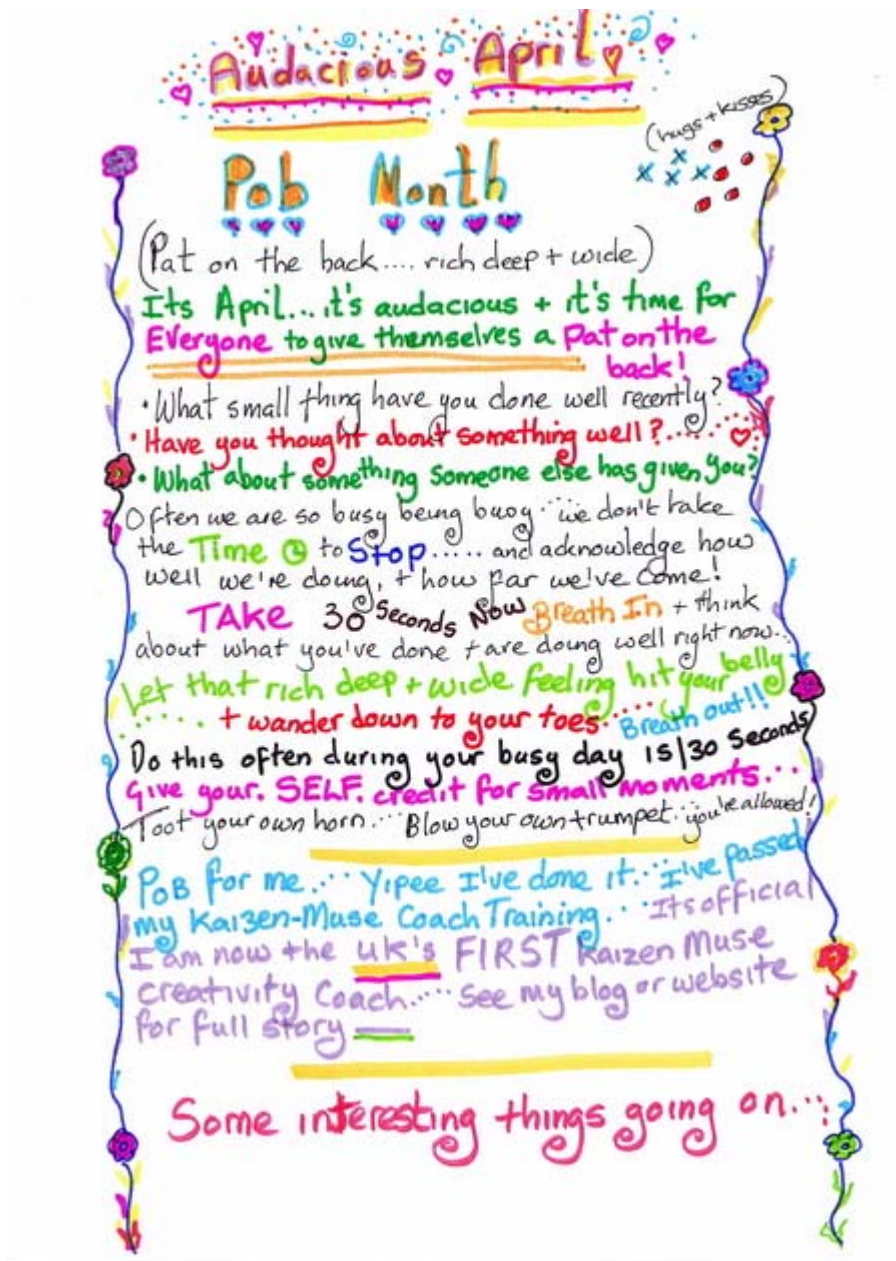 Audacious April
(hugs + kisses)
Pob Month
(Pat on the back.... rich deep + wide)
Its April... it's audacious + it's time for
Everyone to give themselves a Pat on the
back!
• What small thing have you done well recently?
• Have you thought about something well?......
• What about something someone else has given you?
Often we are so busy being busy... we don't take
the Time to Stop..... and acknowledge how
well we're doing, + how far we've come!
TAKE 30 Seconds Now Breath In + think
about what you've done + are doing well right now...
Let that rich deep + wide feeling hit your belly
...... + wander down to your toes..... Breath out!!
Do this often during your busy day 15/30 Seconds
Give your. SELF. credit for small moments...
Toot your own horn.... Blow your own trumpet... you're allowed!
POB for me.... Yipee I've done it.... I've passed
my Kaizen-Muse Coach Training.... Its official
I am now the UK's FIRST Kaizen Muse
Creativity Coach..... See my blog or website
for full story
Some interesting things going on....